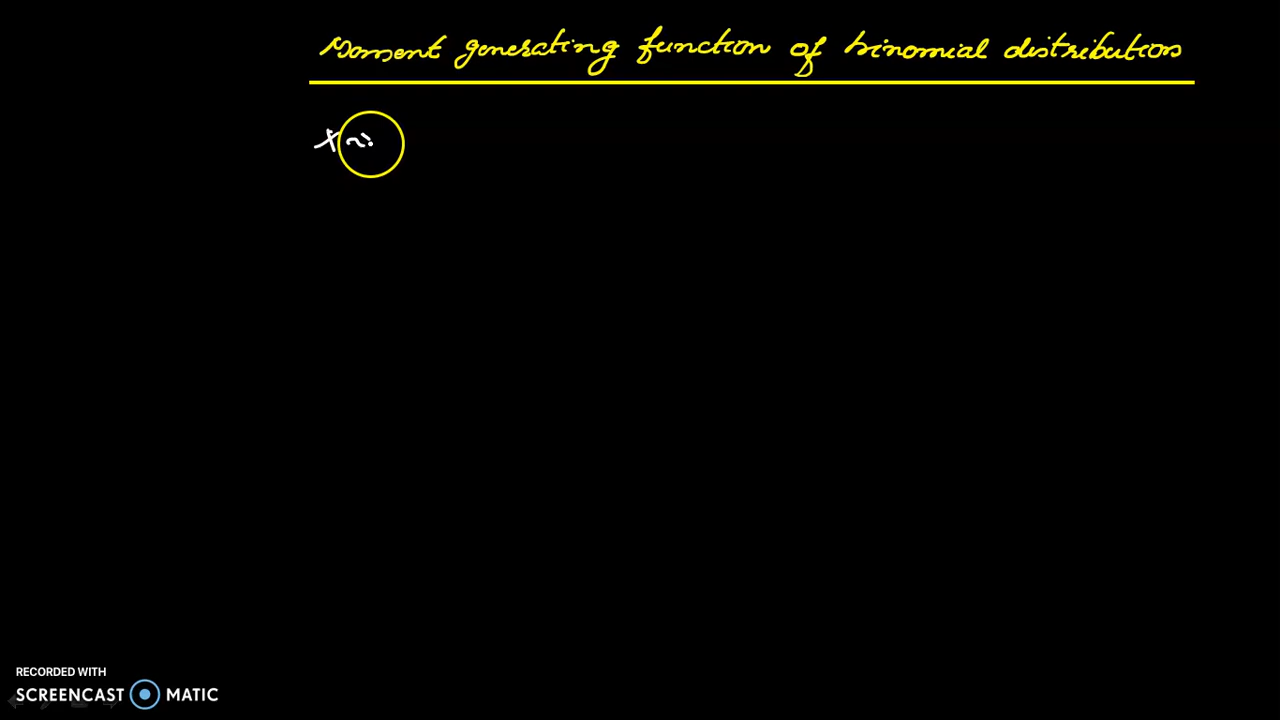 Moment generating function of binomial distribution
X ~
RECORDED WITH
SCREENCAST MATIC